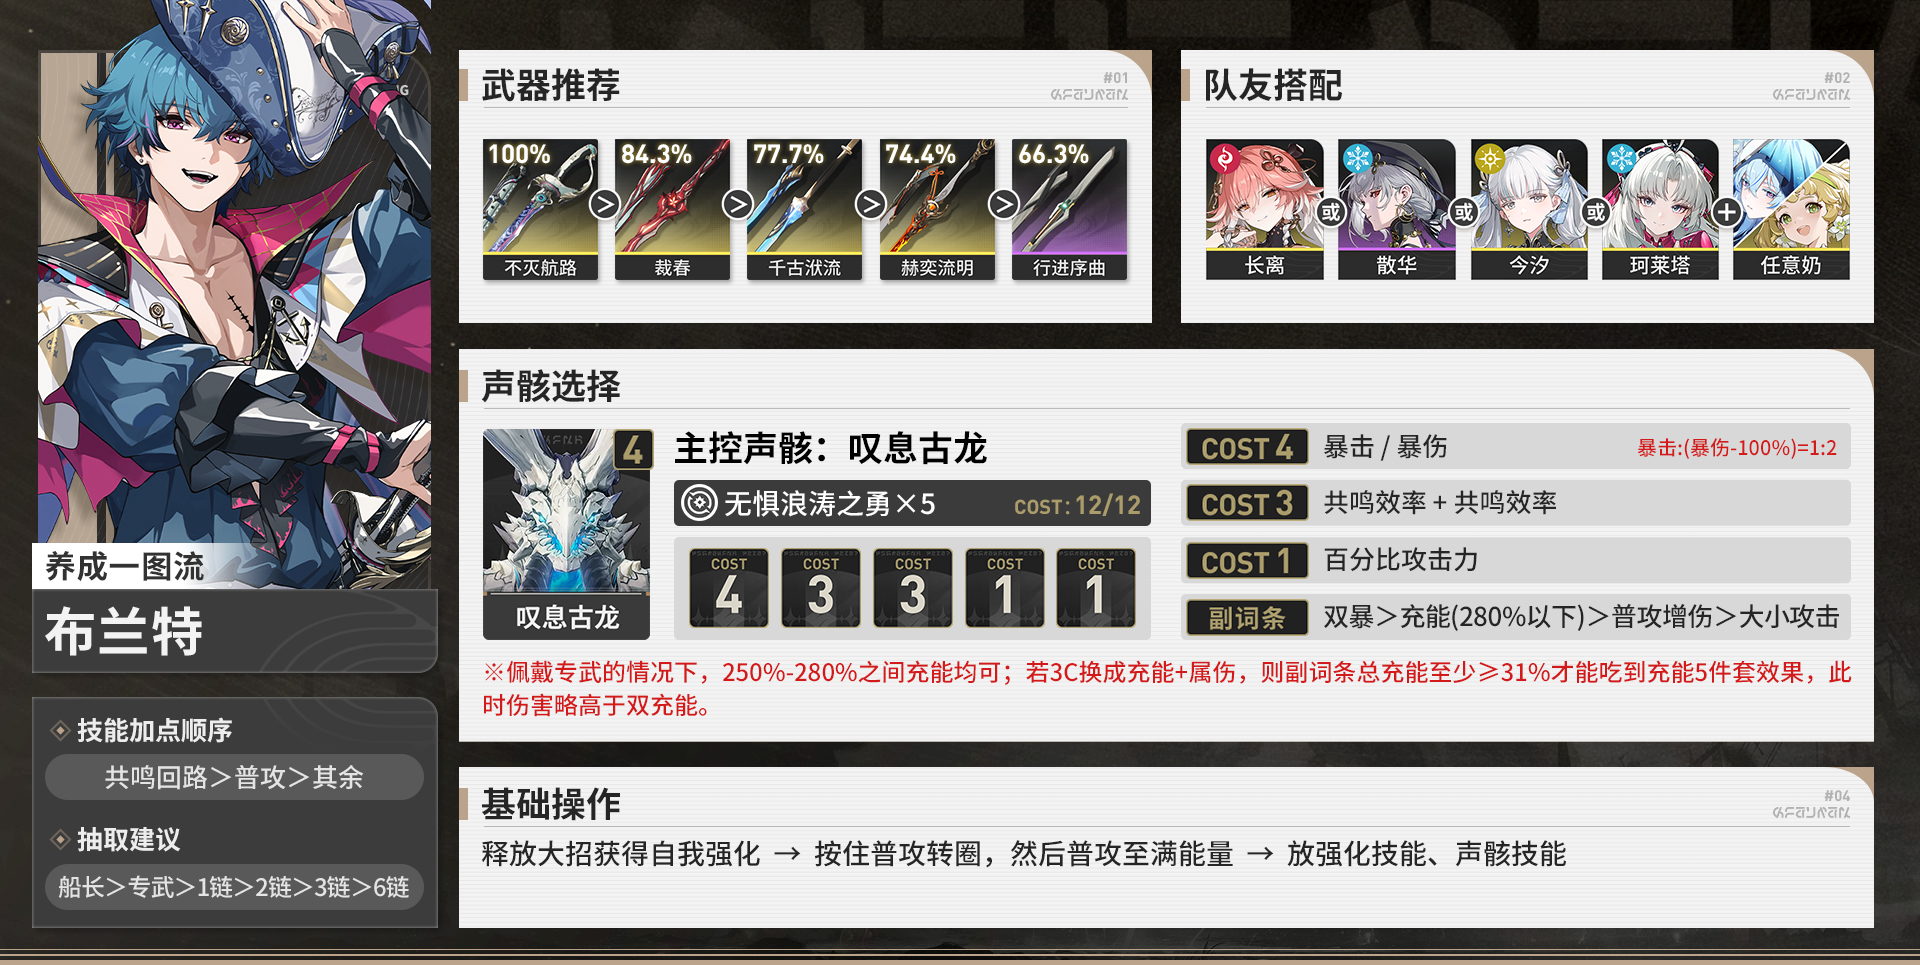 养成一图流
布兰特
技能加点顺序
共鸣回路＞普攻＞其余
抽取建议
船长＞专武＞1链＞2链＞3链＞6链
武器推荐
#01
100%
84.3%
77.7%
74.4%
66.3%
＞ ＞ ＞ ＞
不灭航路
裁春
千古洑流
赫奕流明
行进序曲
队友搭配
#02
或 或 或 +
长离
散华
今汐
珂莱塔
任意奶
声骸选择
4
叹息古龙
主控声骸：叹息古龙
无惧浪涛之勇×5
COST：12/12
COST 4
COST 3
COST 3
COST 1
COST 1
COST 4 暴击 / 暴伤 暴击:(暴伤-100%)=1:2
COST 3 共鸣效率 + 共鸣效率
COST 1 百分比攻击力
副词条 双暴＞充能(280%以下)＞普攻增伤＞大小攻击
※佩戴专武的情况下，250%-280%之间充能均可；若3C换成充能+属伤，则副词条总充能至少≥31%才能吃到充能5件套效果，此
时伤害略高于双充能。
基础操作
#04
释放大招获得自我强化 → 按住普攻转圈，然后普攻至满能量 → 放强化技能、声骸技能